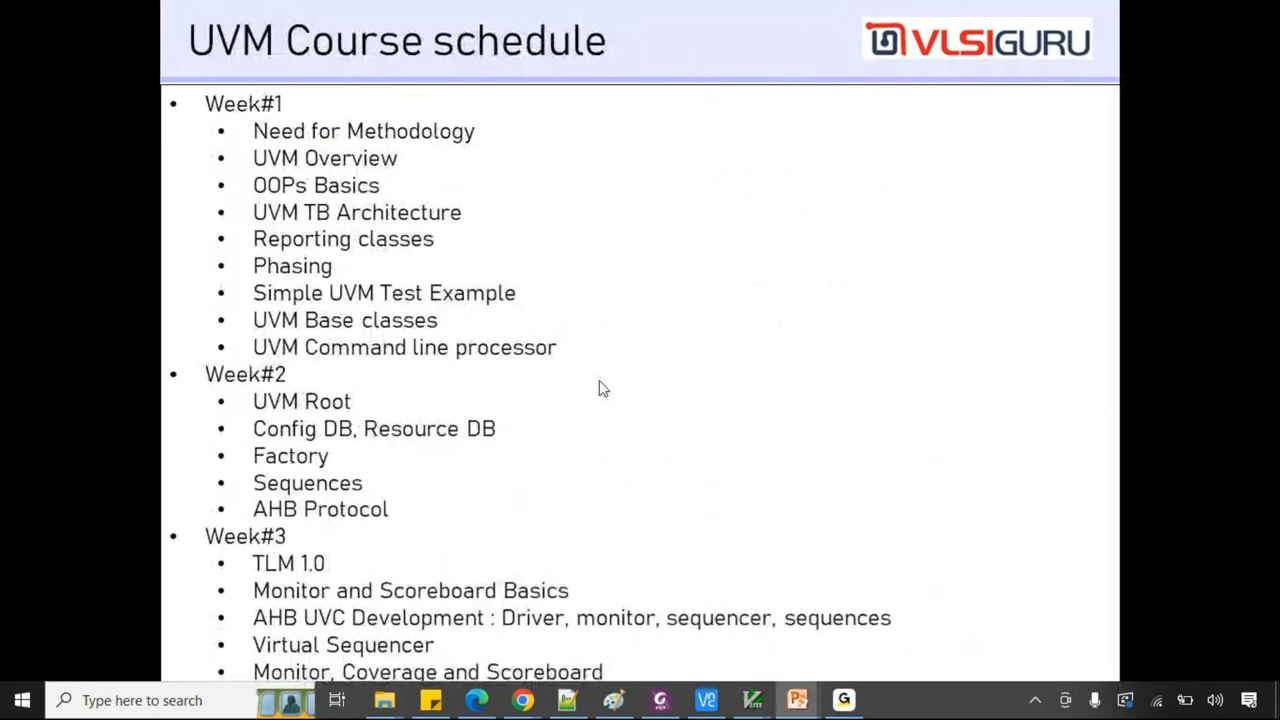 UVM Course schedule
VLSIGURU
• Week#1
• Need for Methodology
• UVM Overview
• OOPs Basics
• UVM TB Architecture
• Reporting classes
• Phasing
• Simple UVM Test Example
• UVM Base classes
• UVM Command line processor
• Week#2
• UVM Root
• Config DB, Resource DB
• Factory
• Sequences
• AHB Protocol
• Week#3
• TLM 1.0
• Monitor and Scoreboard Basics
• AHB UVC Development : Driver, monitor, sequencer, sequences
• Virtual Sequencer
• Monitor, Coverage and Scoreboard
Type here to search